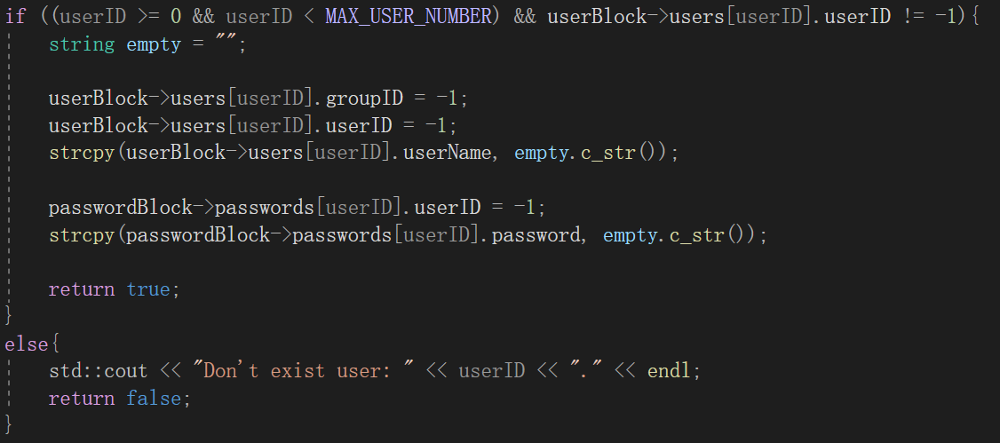 if ((userID >= 0 && userID < MAX_USER_NUMBER) && userBlock->users[userID].userID != -1){
    string empty = "";
    userBlock->users[userID].groupID = -1;
    userBlock->users[userID].userID = -1;
    strcpy(userBlock->users[userID].userName, empty.c_str());
    passwordBlock->passwords[userID].userID = -1;
    strcpy(passwordBlock->passwords[userID].password, empty.c_str());
    return true;
}
else{
    std::cout << "Don't exist user: " << userID << "." << endl;
    return false;
}